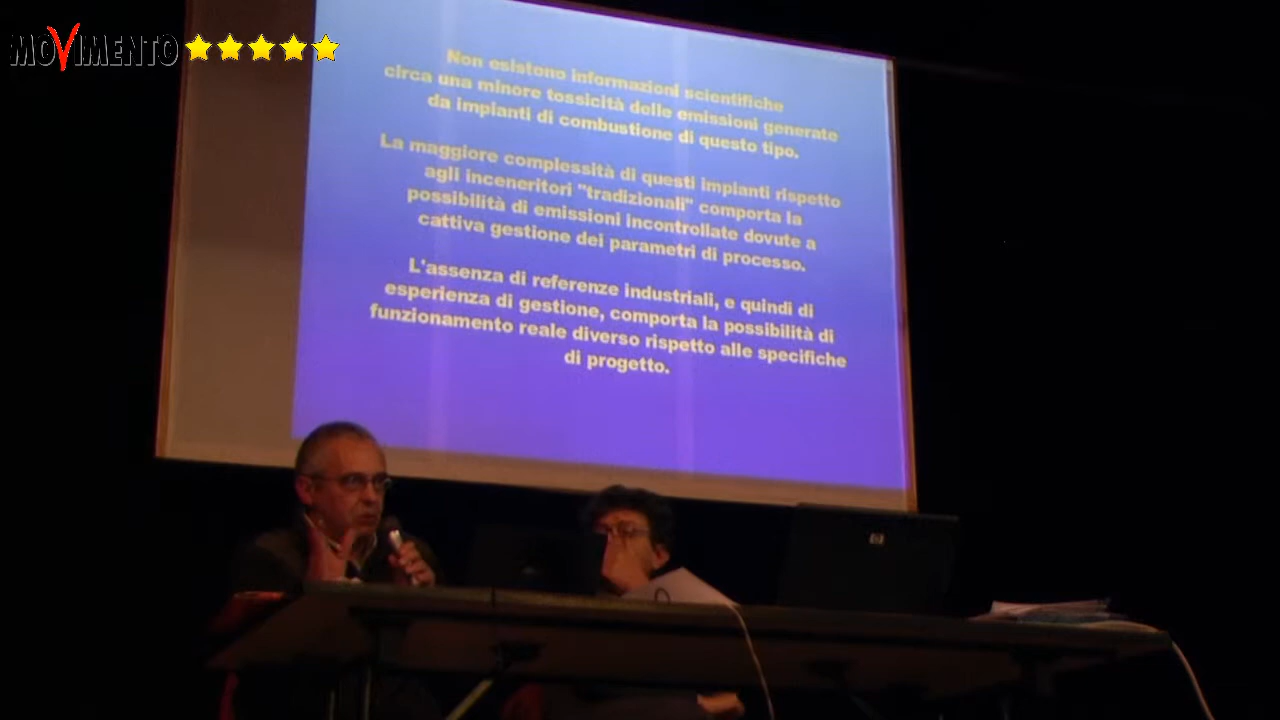 MOVIMENTO
Non esistono informazioni scientifiche
circa una minore tossicità delle emissioni generate
da impianti di combustione di questo tipo.
La maggiore complessità di questi impianti rispetto
agli inceneritori "tradizionali" comporta la
possibilità di emissioni incontrollate dovute a
cattiva gestione dei parametri di processo.
L'assenza di referenze industriali, e quindi di
esperienza di gestione, comporta la possibilità di
funzionamento reale diverso rispetto alle specifiche
di progetto.
hp